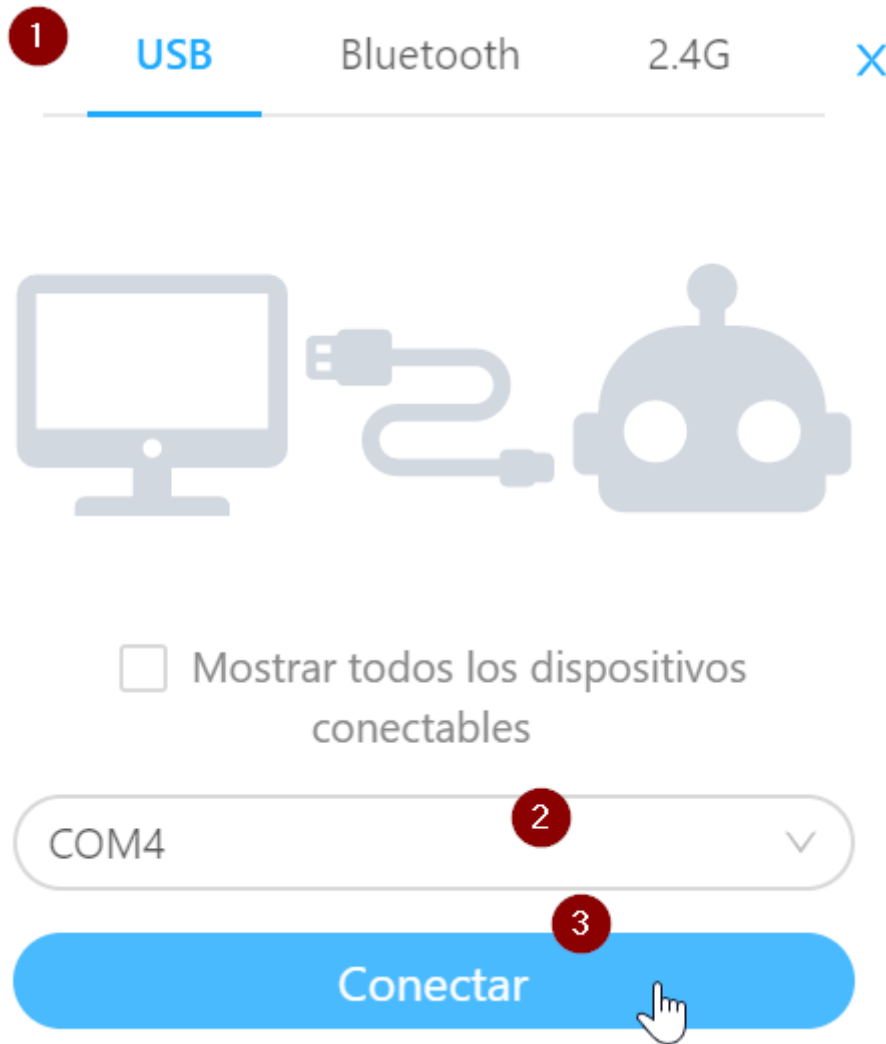 1 USB Bluetooth 2.4G X
Mostrar todos los dispositivos
conectables
2
COM4
3
Conectar